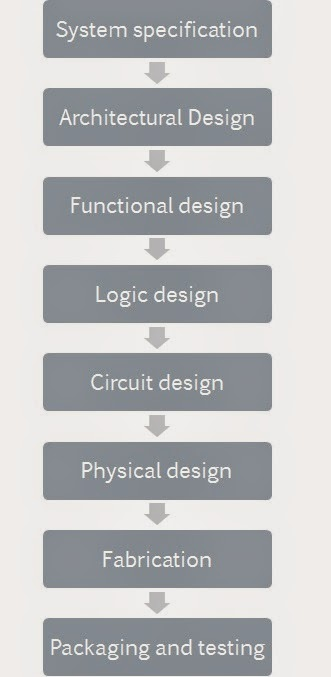 System specification
Architectural Design
Functional design
Logic design
Circuit design
Physical design
Fabrication
Packaging and testing